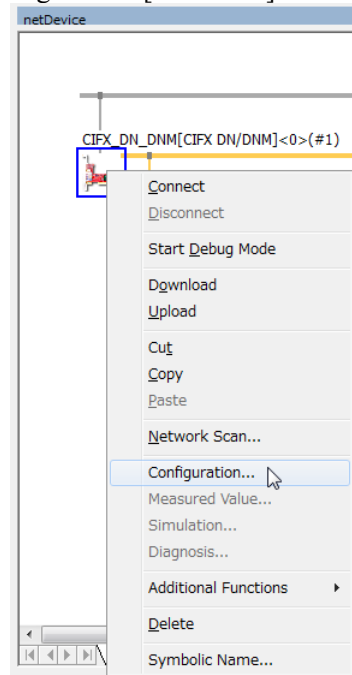 netDevice
CIFX_DN_DNM[CIFX DN/DNM]<0>(#1)
Connect
Disconnect
Start Debug Mode
Download
Upload
Cut
Copy
Paste
Network Scan...
Configuration...
Measured Value...
Simulation...
Diagnosis...
Additional Functions
Delete
Symbolic Name...